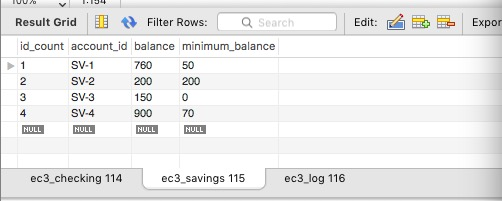 100% 1:154
Result Grid Filter Rows: Search Edit: Expor
id_count account_id balance minimum_balance
1 SV-1 760 50
2 SV-2 200 200
3 SV-3 150 0
4 SV-4 900 70
NULL NULL NULL NULL
ec3_checking 114 ec3_savings 115 ec3_log 116